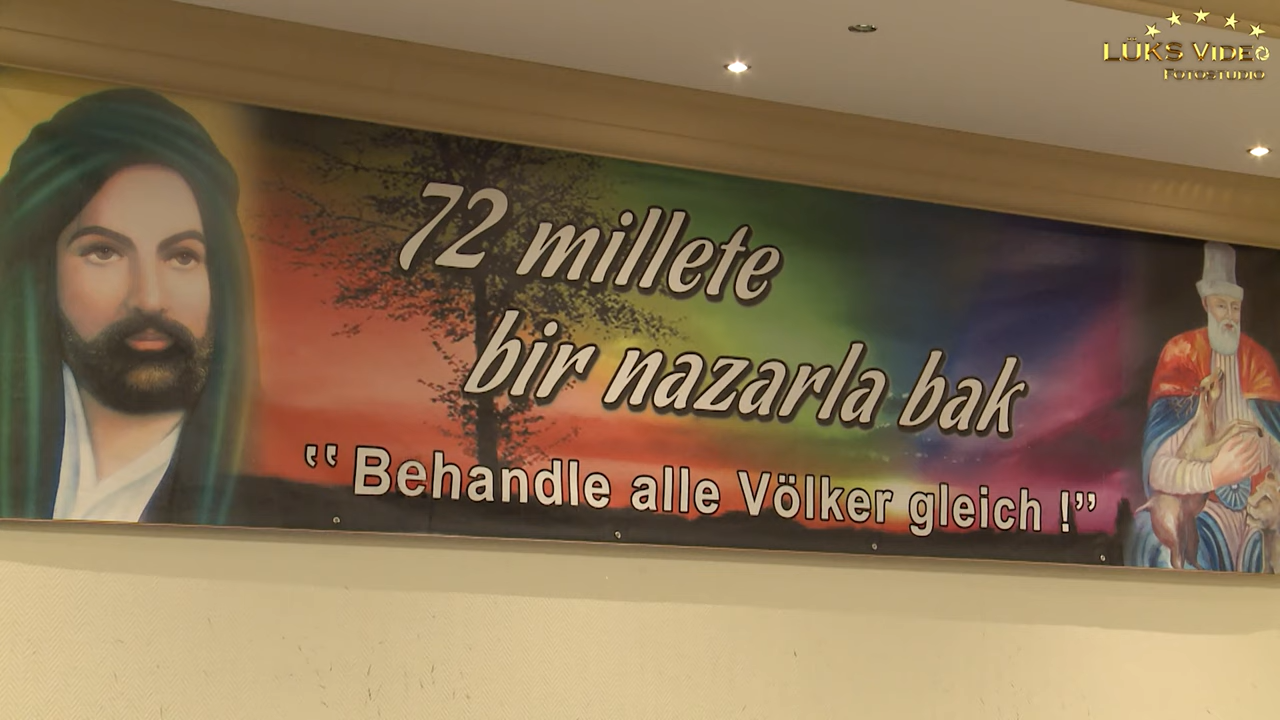 LÜKS VIDEO
FOTOSTUDIO
72 millete
bir nazarla bak
‘‘Behandle alle Völker gleich !’’